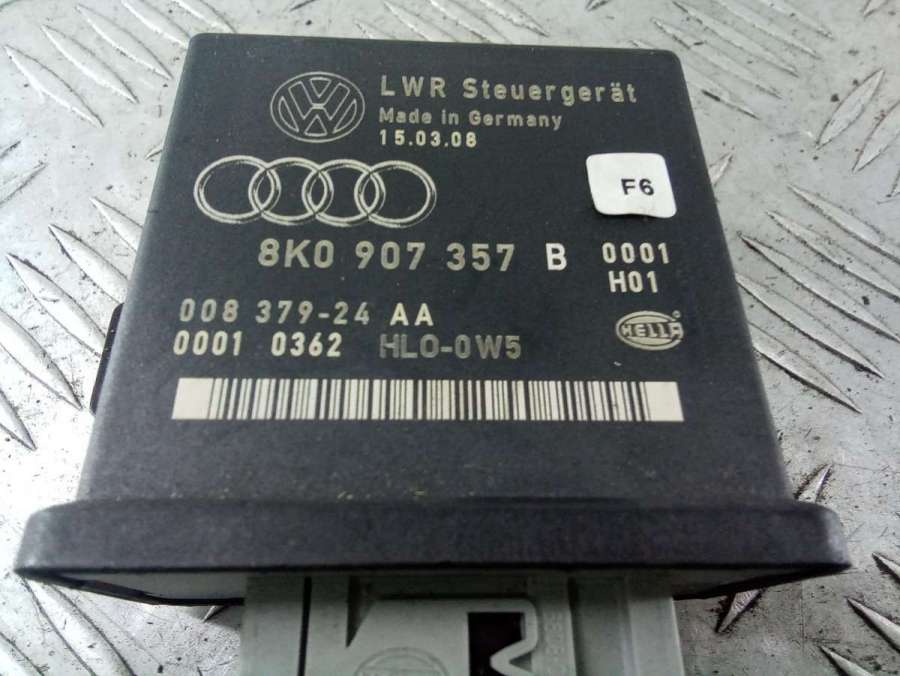 LWR Steuergerät
Made in Germany
15.03.08
F6
8K0 907 357 B 0001
H01
008 379-24 AA
0001 0362 HLO-0W5
HELLA